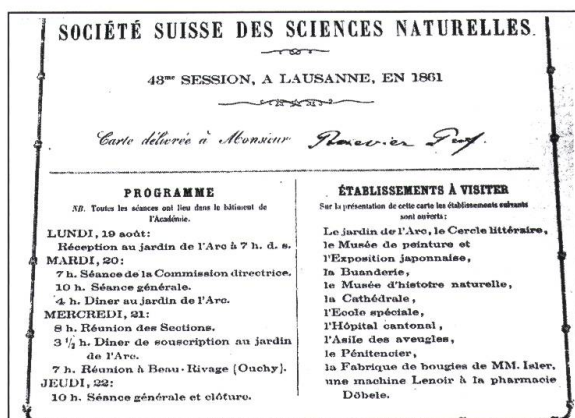 SOCIÉTÉ SUISSE DES SCIENCES NATURELLES.
43me SESSION, A LAUSANNE, EN 1861
Carte délivrée à Monsieur Renevier Prof.
PROGRAMME
NB. Toutes les séances ont lieu dans le bâtiment de
l'Académie.
LUNDI, 19 août:
Réception au jardin de l'Arc à 7 h. d. s.
MARDI, 20:
7 h. Séance de la Commission directrice.
10 h. Séance générale.
4 h. Diner au jardin de l'Arc.
MERCREDI, 21:
8 h. Réunion des Sections.
3 1/2 h. Diner de souscription au jardin
de l'Arc.
7 h. Réunion à Beau-Rivage (Ouchy).
JEUDI, 22:
10 h. Séance générale et clôture.
ÉTABLISSEMENTS À VISITER
Sur la présentation de cette carte les établissements suivants
sont ouverts:
Le jardin de l'Arc, le Cercle littéraire,
le Musée de peinture et
l'Exposition japonnaise,
la Buanderie,
le Musée d'histoire naturelle,
la Cathédrale,
l'Ecole spéciale,
l'Hôpital cantonal,
l'Asile des aveugles,
le Pénitencier,
la Fabrique de bougies de MM. Isler,
une machine Lenoir à la pharmacie
Döbele.